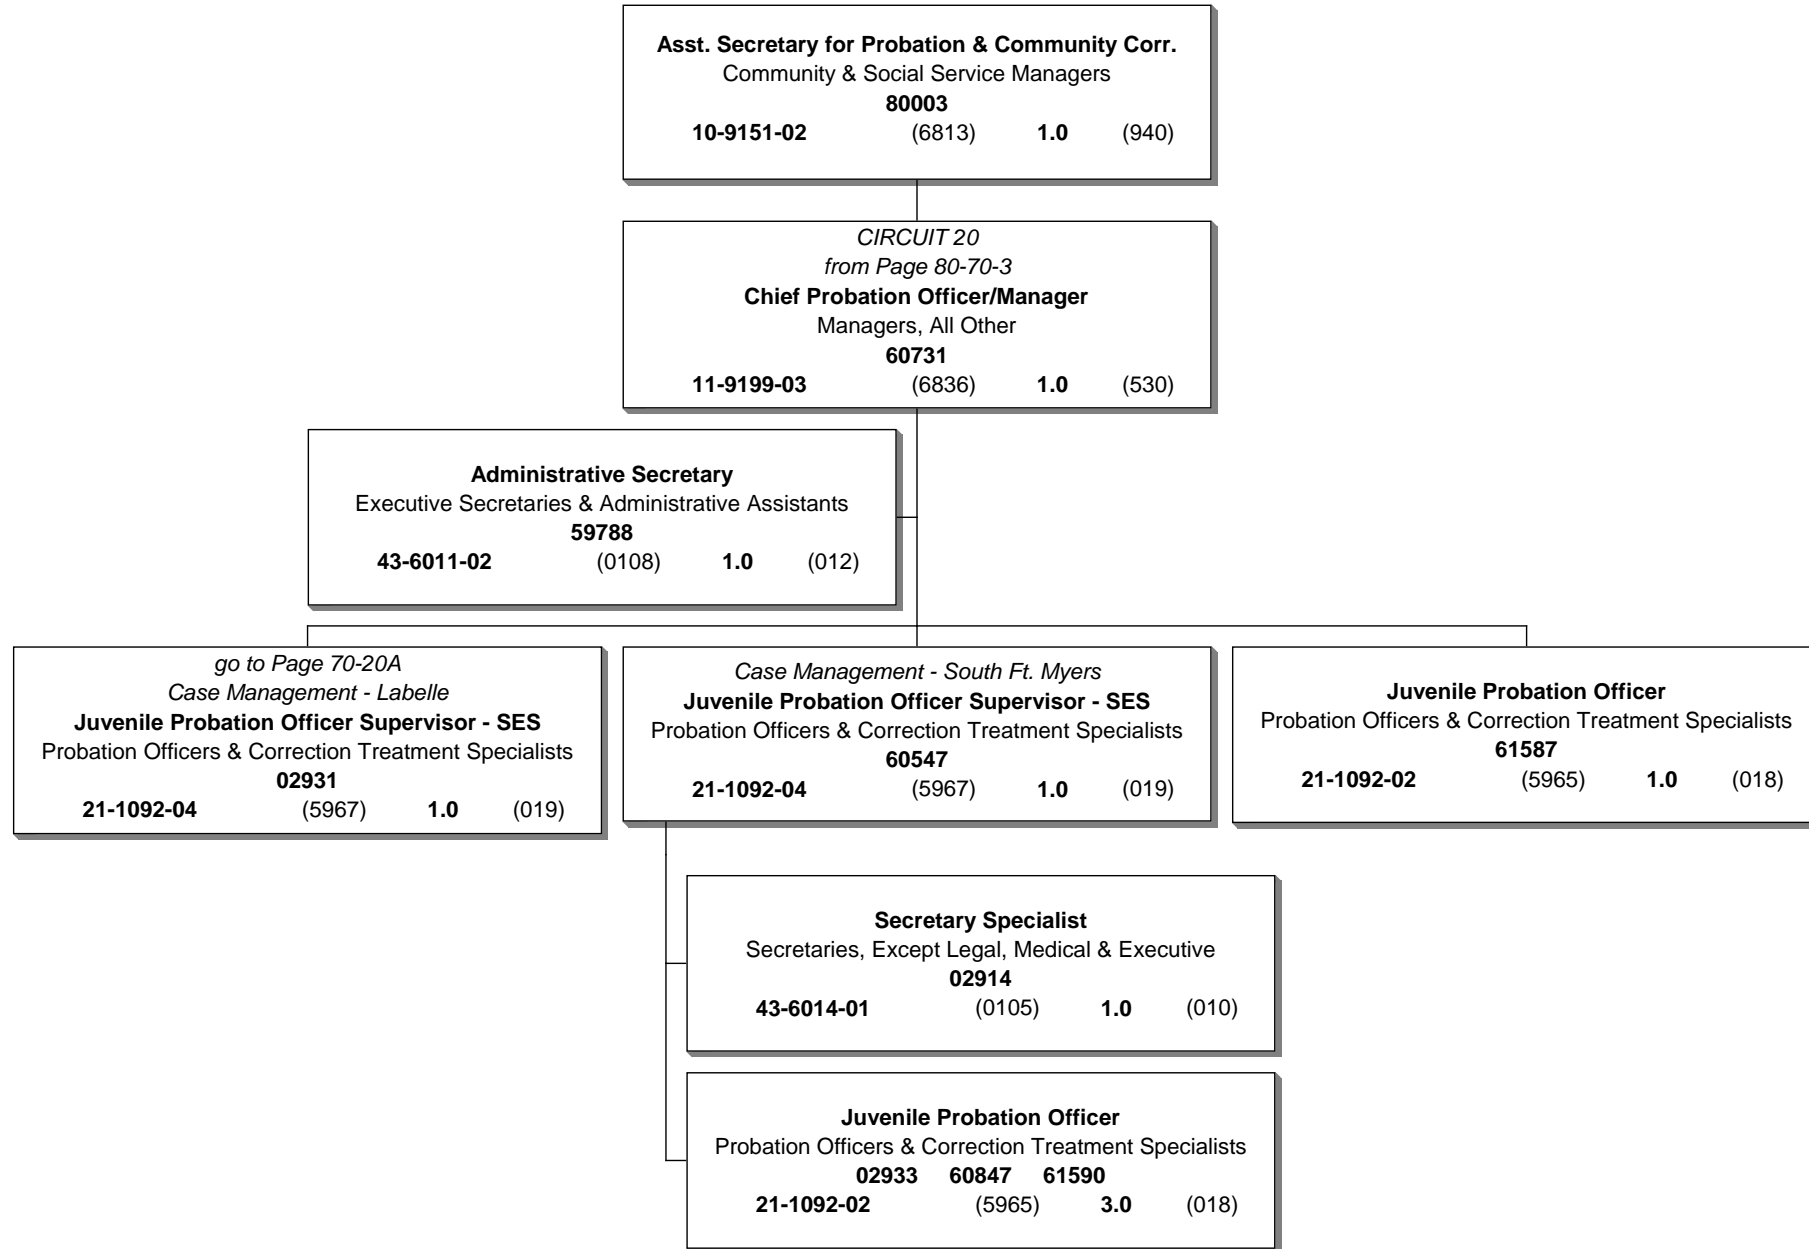 Asst. Secretary for Probation & Community Corr.
Community & Social Service Managers
80003
10-9151-02 (6813) 1.0 (940)
CIRCUIT 20
from Page 80-70-3
Chief Probation Officer/Manager
Managers, All Other
60731
11-9199-03 (6836) 1.0 (530)
Administrative Secretary
Executive Secretaries & Administrative Assistants
59788
43-6011-02 (0108) 1.0 (012)
go to Page 70-20A
Case Management - Labelle
Juvenile Probation Officer Supervisor - SES
Probation Officers & Correction Treatment Specialists
02931
21-1092-04 (5967) 1.0 (019)
Case Management - South Ft. Myers
Juvenile Probation Officer Supervisor - SES
Probation Officers & Correction Treatment Specialists
60547
21-1092-04 (5967) 1.0 (019)
Juvenile Probation Officer
Probation Officers & Correction Treatment Specialists
61587
21-1092-02 (5965) 1.0 (018)
Secretary Specialist
Secretaries, Except Legal, Medical & Executive
02914
43-6014-01 (0105) 1.0 (010)
Juvenile Probation Officer
Probation Officers & Correction Treatment Specialists
02933 60847 61590
21-1092-02 (5965) 3.0 (018)